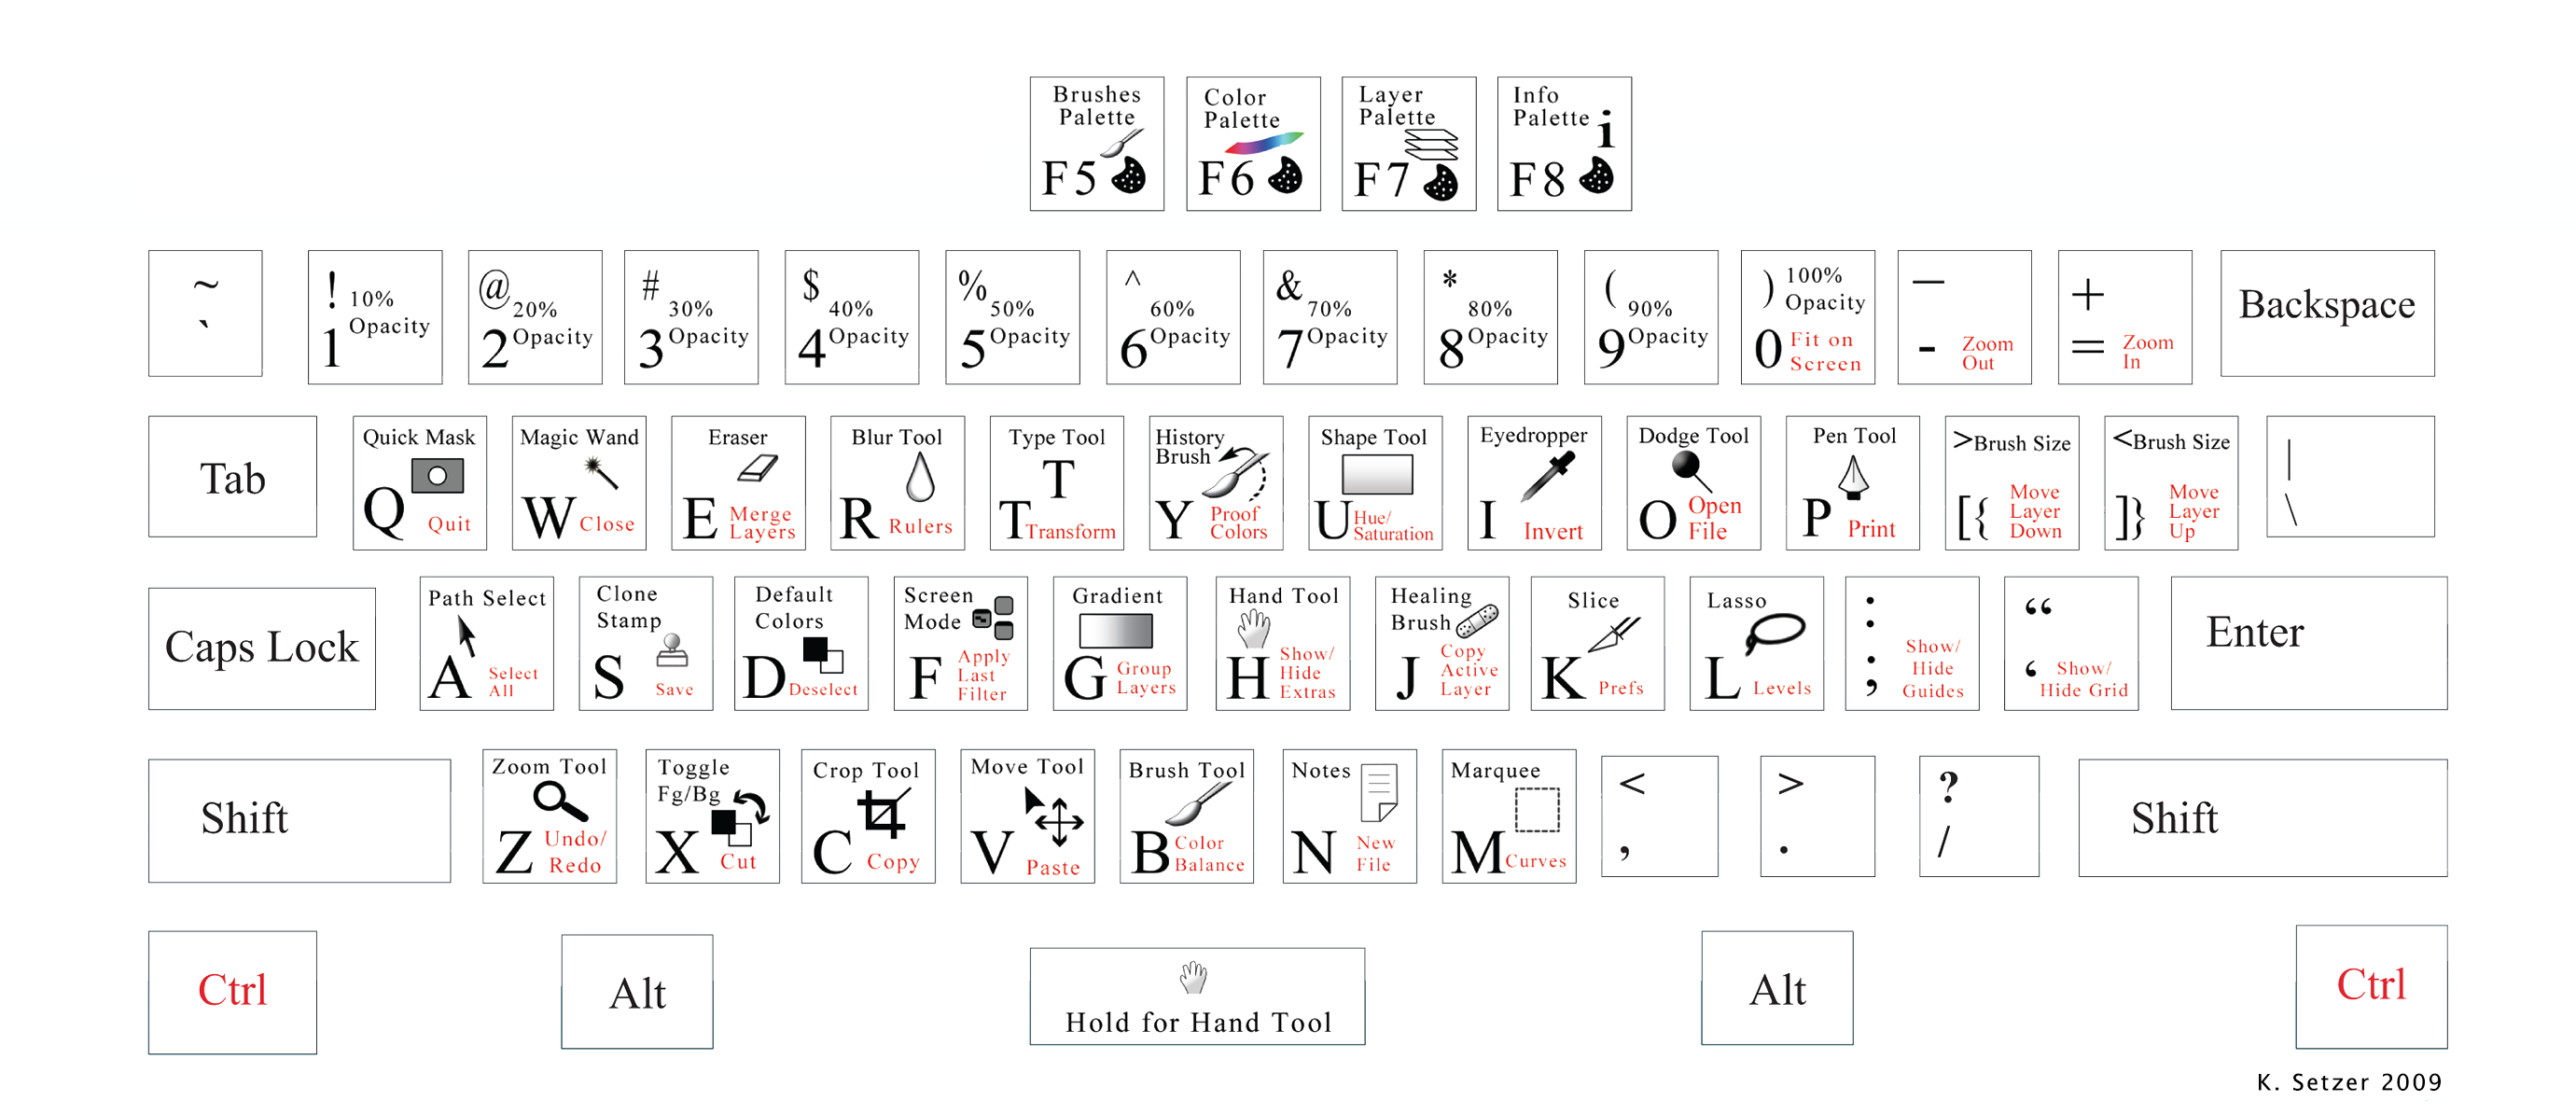 Brushes
Palette
F5
Color
Palette
F6
Layer
Palette
F7
Info
Palette i
F8
~
`
!
10%
Opacity
1
@
20%
Opacity
2
#
30%
Opacity
3
$
40%
Opacity
4
%
50%
Opacity
5
^
60%
Opacity
6
&
70%
Opacity
7
*
80%
Opacity
8
(
90%
Opacity
9
)
100%
Opacity
0
Fit on
Screen
—
-
Zoom
Out
+
=
Zoom
In
Backspace
Tab
Quick Mask
Q
Quit
Magic Wand
W
Close
Eraser
E
Merge
Layers
Blur Tool
R
Rulers
Type Tool
T
T
Transform
History
Brush
Y
Proof
Colors
Shape Tool
U
Hue/
Saturation
Eyedropper
I
Invert
Dodge Tool
O
Open
File
Pen Tool
P
Print
>Brush Size
[{
Move
Layer
Down
<Brush Size
]}
Move
Layer
Up
|
\
Caps Lock
Path Select
A
Select
All
Clone
Stamp
S
Save
Default
Colors
D
Deselect
Screen
Mode
F
Apply
Last
Filter
Gradient
G
Group
Layers
Hand Tool
H
Show/
Hide
Extras
Healing
Brush
J
Copy
Active
Layer
Slice
K
Prefs
Lasso
L
Levels
:
;
Show/
Hide
Guides
“
‘
Show/
Hide Grid
Enter
Shift
Zoom Tool
Z
Undo/
Redo
Toggle
Fg/Bg
X
Cut
Crop Tool
C
Copy
Move Tool
V
Paste
Brush Tool
B
Color
Balance
Notes
N
New
File
Marquee
M
Curves
<
,
>
.
?
/
Shift
Ctrl
Alt
Hold for Hand Tool
Alt
Ctrl
K. Setzer 2009